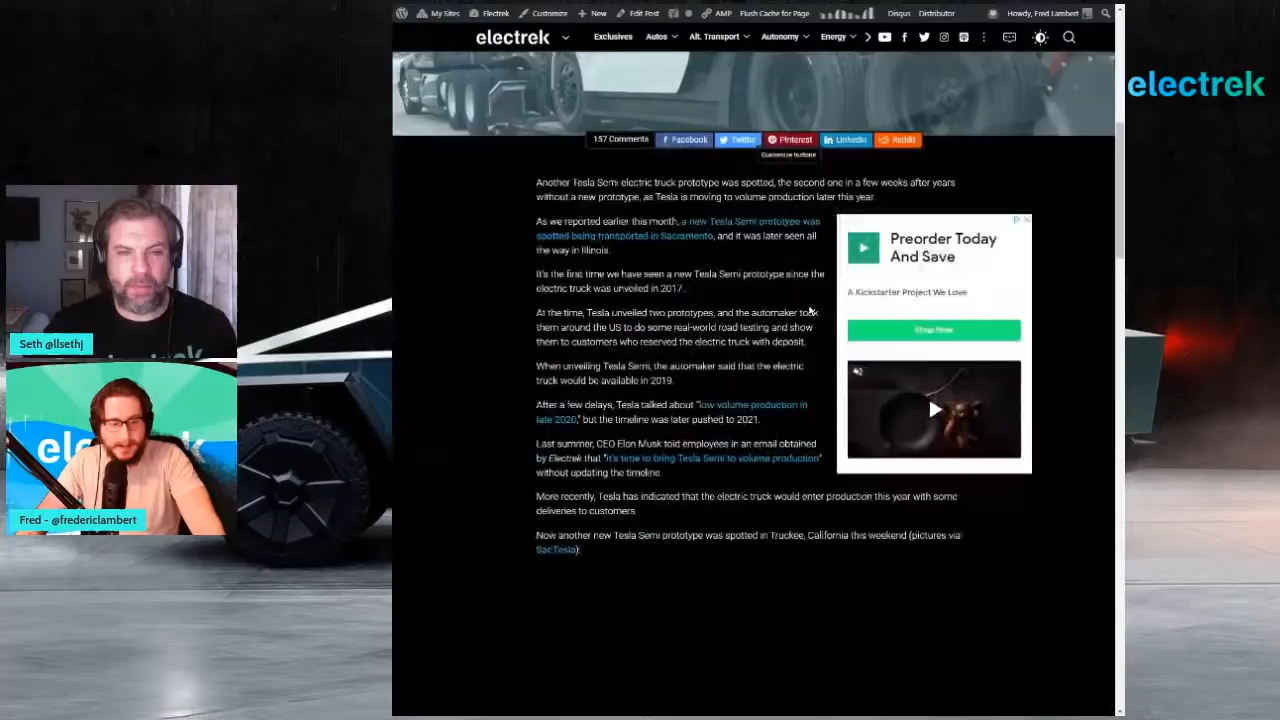 My Sites Electrek Customize New Edit Post AMP Flush Cache for Page Disqus Distributor Howdy, Fred Lambert
electrek Exclusives Autos Alt. Transport Autonomy Energy
electrek
157 Comments Facebook Twitter Pinterest LinkedIn Reddit
Customize buttons
Another Tesla Semi electric truck prototype was spotted, the second one in a few weeks after years
without a new prototype, as Tesla is moving to volume production later this year.
As we reported earlier this month, a new Tesla Semi prototype was
spotted being transported in Sacramento, and it was later seen all
the way in Illinois.
It's the first time we have seen a new Tesla Semi prototype since the
electric truck was unveiled in 2017.
At the time, Tesla unveiled two prototypes, and the automaker took
them around the US to do some real-world road testing and show
them to customers who reserved the electric truck with deposit.
When unveiling Tesla Semi, the automaker said that the electric
truck would be available in 2019.
After a few delays, Tesla talked about "low volume production in
late 2020," but the timeline was later pushed to 2021.
Last summer, CEO Elon Musk told employees in an email obtained
by Electrek that "it's time to bring Tesla Semi to volume production"
without updating the timeline.
More recently, Tesla has indicated that the electric truck would enter production this year with some
deliveries to customers.
Now another new Tesla Semi prototype was spotted in Truckee, California this weekend (pictures via
SacTesla):
Preorder Today
And Save
A Kickstarter Project We Love
Shop Now
Seth @llsethj
el k
Fred - @fredericlambert